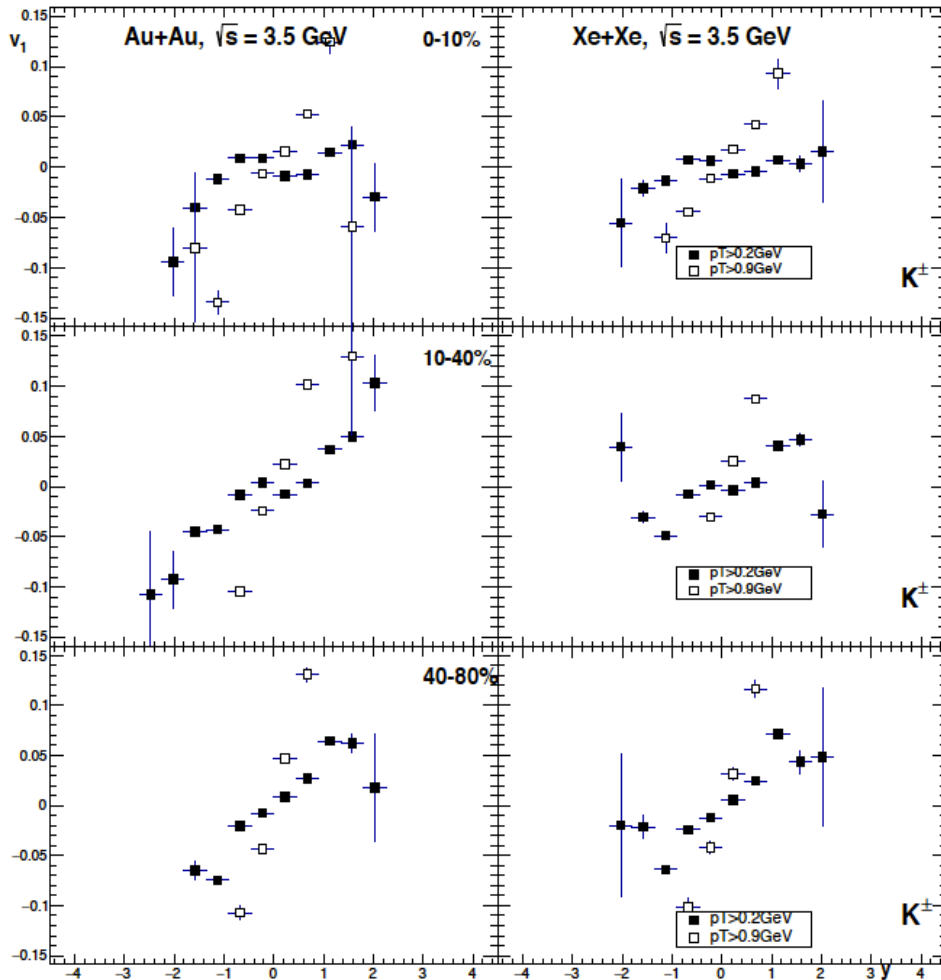 Au+Au, √s = 3.5 GeV
0-10%
Xe+Xe, √s = 3.5 GeV
v1
0.15
0.1
0.05
0
−0.05
−0.1
−0.15
pT>0.2GeV
pT>0.9GeV
K±
10-40%
0.15
0.1
0.05
0
−0.05
−0.1
−0.15
pT>0.2GeV
pT>0.9GeV
K±
40-80%
0.15
0.1
0.05
0
−0.05
−0.1
−0.15
pT>0.2GeV
pT>0.9GeV
K±
−4 −3 −2 −1 0 1 2 3 4
−4 −3 −2 −1 0 1 2 3 4
y